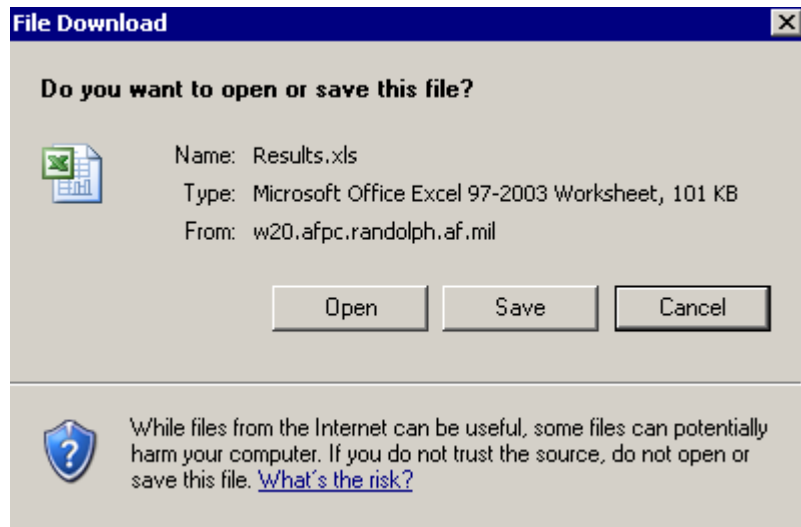 File Download
Do you want to open or save this file?
Name: Results.xls
Type: Microsoft Office Excel 97-2003 Worksheet, 101 KB
From: w20.afpc.randolph.af.mil
Open Save Cancel
While files from the Internet can be useful, some files can potentially
harm your computer. If you do not trust the source, do not open or
save this file. What's the risk?